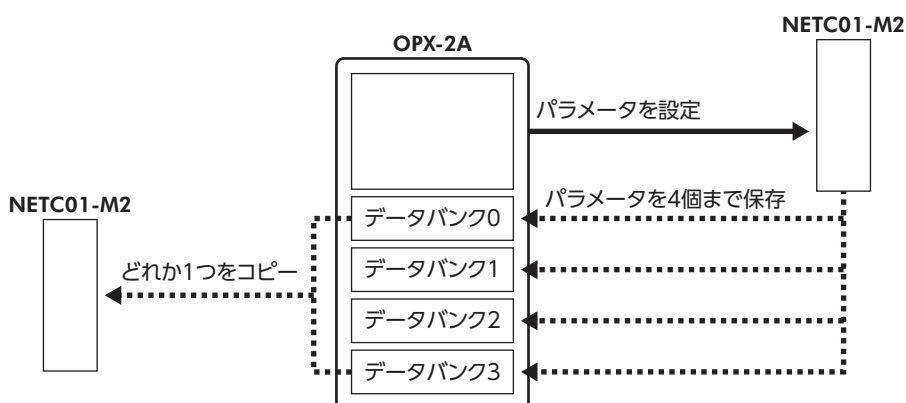 NETC01-M2
OPX-2A
パラメータを設定
パラメータを4個まで保存
NETC01-M2
データバンク0
どれか1つをコピー
データバンク1
データバンク2
データバンク3